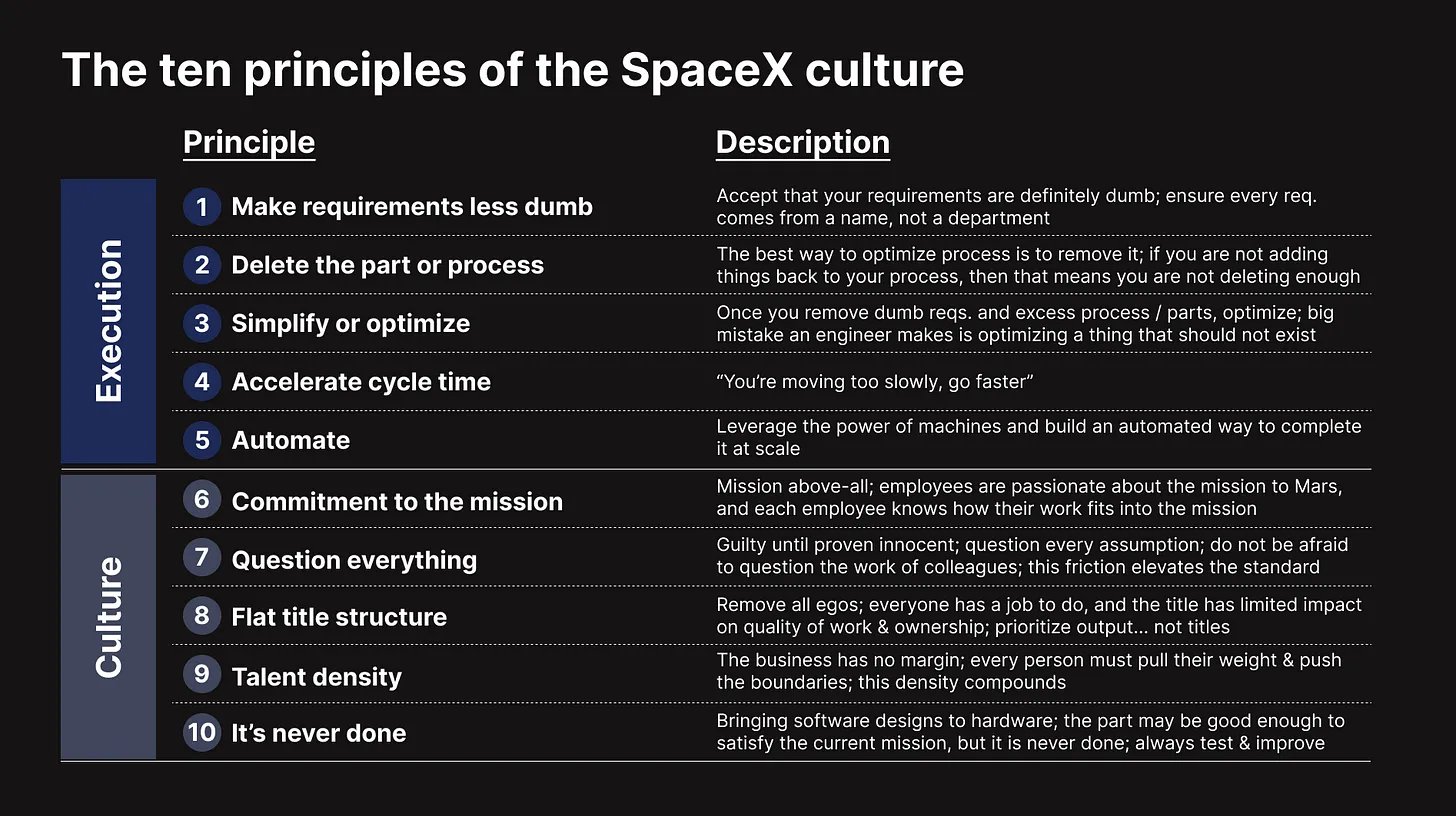 The ten principles of the SpaceX culture
Principle
Description
Execution
1 Make requirements less dumb
Accept that your requirements are definitely dumb; ensure every req.
comes from a name, not a department
2 Delete the part or process
The best way to optimize process is to remove it; if you are not adding
things back to your process, then that means you are not deleting enough
3 Simplify or optimize
Once you remove dumb reqs. and excess process / parts, optimize; big
mistake an engineer makes is optimizing a thing that should not exist
4 Accelerate cycle time
“You’re moving too slowly, go faster”
5 Automate
Leverage the power of machines and build an automated way to complete
it at scale
Culture
6 Commitment to the mission
Mission above-all; employees are passionate about the mission to Mars,
and each employee knows how their work fits into the mission
7 Question everything
Guilty until proven innocent; question every assumption; do not be afraid
to question the work of colleagues; this friction elevates the standard
8 Flat title structure
Remove all egos; everyone has a job to do, and the title has limited impact
on quality of work & ownership; prioritize output... not titles
9 Talent density
The business has no margin; every person must pull their weight & push
the boundaries; this density compounds
10 It’s never done
Bringing software designs to hardware; the part may be good enough to
satisfy the current mission, but it is never done; always test & improve